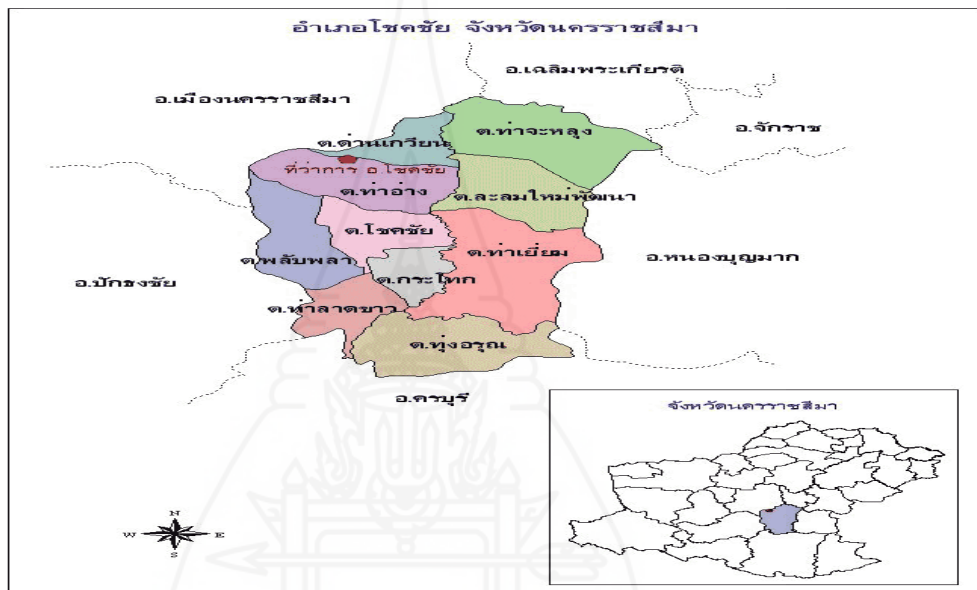 อำเภอโชคชัย จังหวัดนครราชสีมา
อ.เฉลิมพระเกียรติ
อ.เมืองนครราชสีมา
อ.จักราช
ต.ท่าจะหลุง
ต.ด่านเกวียน
ที่ว่าการ อ.โชคชัย
ต.ท่าอ่าง
ต.ละลมใหม่พัฒนา
ต.โชคชัย
ต.ท่าเยี่ยม
ต.พลับพลา
อ.หนองบุญมาก
อ.ปักธงชัย
ต.กระโทก
ต.ท่าลาดขาว
ต.ทุ่งอรุณ
อ.ครบุรี
จังหวัดนครราชสีมา
N
W E
S